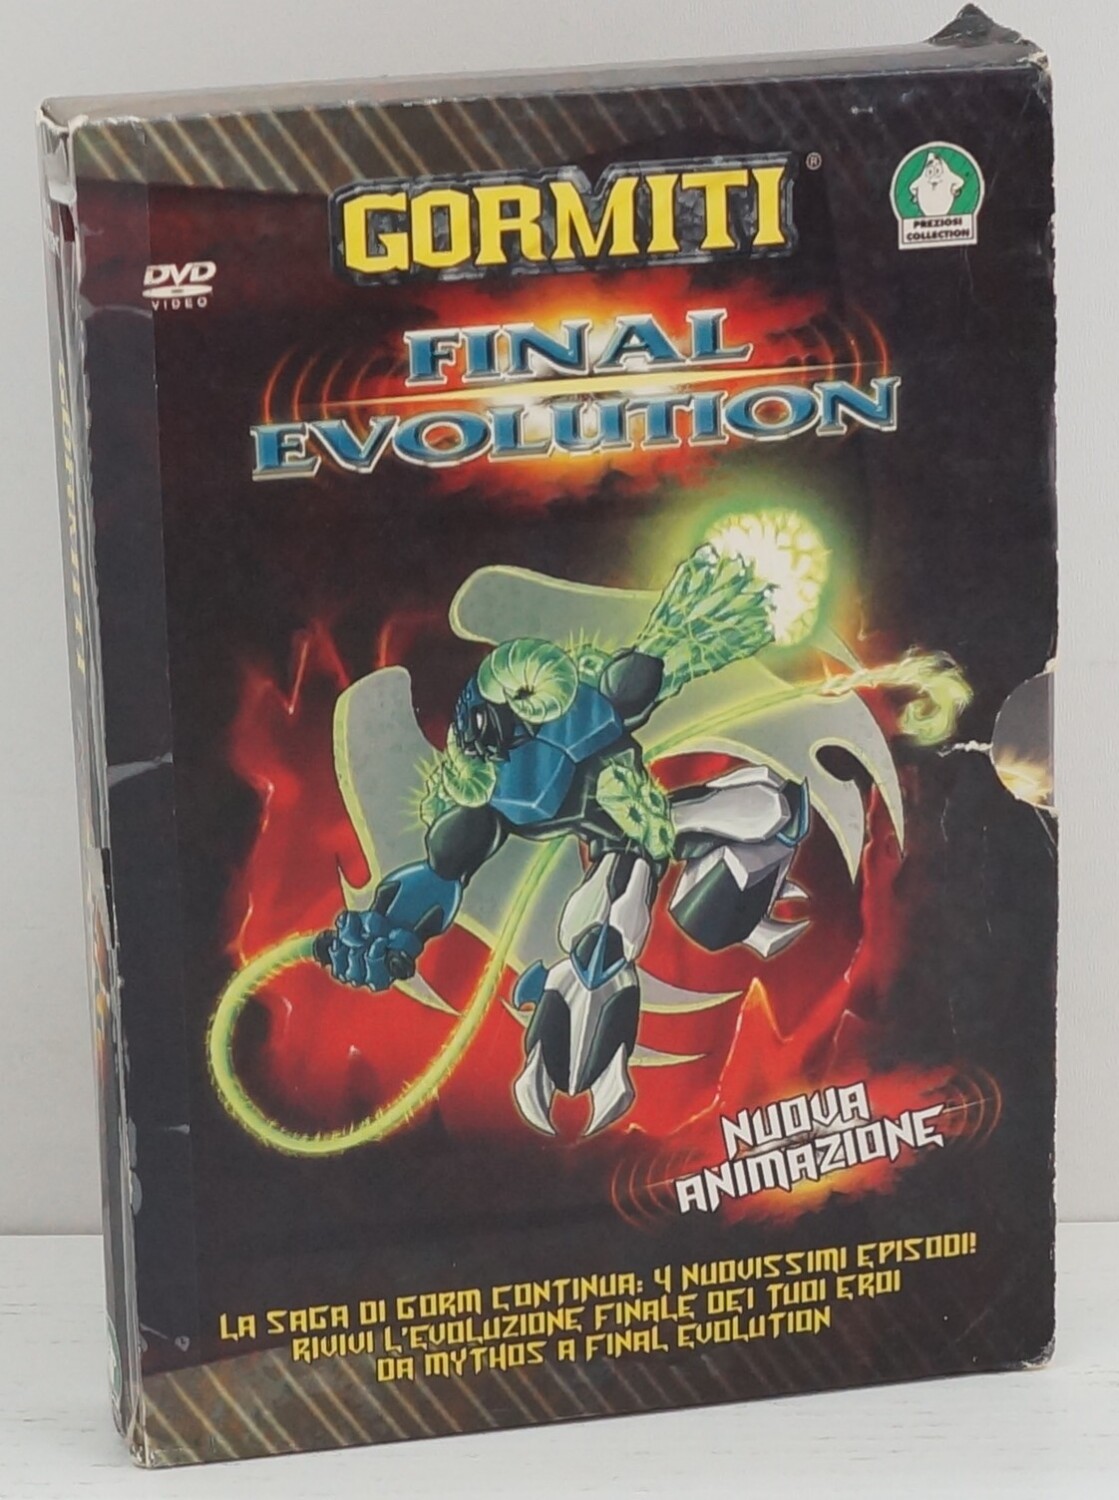 GORMITI ®
PREZIOSI
COLLECTION
DVD
VIDEO
FINAL
EVOLUTION
GORMITI
NUOVA
ANIMAZIONE
LA SAGA DI GORM CONTINUA: 4 NUOVISSIMI EPISODI!
RIVIVI L'EVOLUZIONE FINALE DEI TUOI EROI
DA MYTHOS A FINAL EVOLUTION